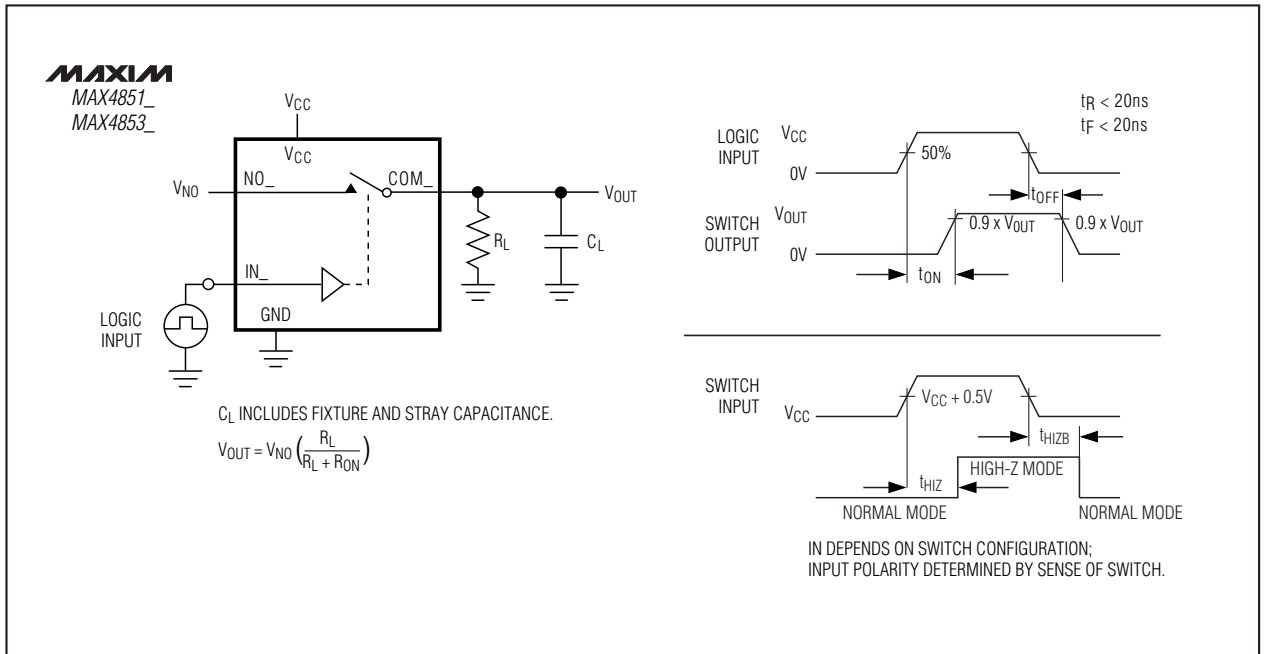 MAXIM
MAX4851_
MAX4853_
VCC
VCC
VNO
NO_
COM_
VOUT
RL
CL
IN_
GND
LOGIC
INPUT
CL INCLUDES FIXTURE AND STRAY CAPACITANCE.
VOUT = VNO (RL / RL + RON)
tR < 20ns
tF < 20ns
LOGIC
INPUT
VCC
0V
50%
tOFF
SWITCH
OUTPUT
VOUT
0V
0.9 x VOUT
0.9 x VOUT
tON
SWITCH
INPUT
VCC
VCC + 0.5V
tHIZB
HIGH-Z MODE
tHIZ
NORMAL MODE
NORMAL MODE
IN DEPENDS ON SWITCH CONFIGURATION;
INPUT POLARITY DETERMINED BY SENSE OF SWITCH.